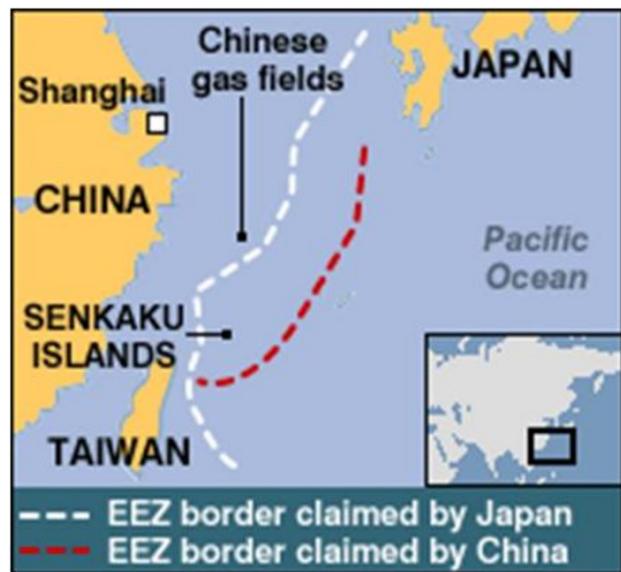 Chinese
gas fields
JAPAN
Shanghai
CHINA
Pacific
Ocean
SENKAKU
ISLANDS
TAIWAN
EEZ border claimed by Japan
EEZ border claimed by China